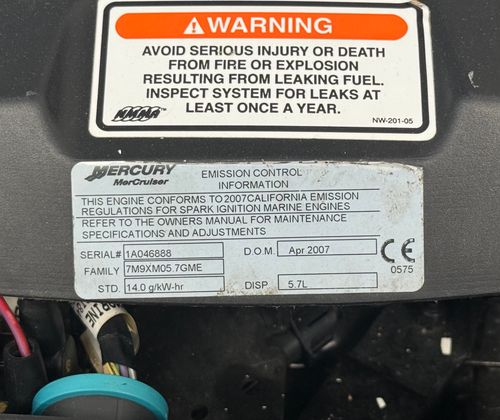 WARNING
AVOID SERIOUS INJURY OR DEATH
FROM FIRE OR EXPLOSION
RESULTING FROM LEAKING FUEL.
INSPECT SYSTEM FOR LEAKS AT
LEAST ONCE A YEAR.
NMMA
NW-201-05
MERCURY
MerCruiser
EMISSION CONTROL
INFORMATION
THIS ENGINE CONFORMS TO 2007CALIFORNIA EMISSION
REGULATIONS FOR SPARK IGNITION MARINE ENGINES
REFER TO THE OWNERS MANUAL FOR MAINTENANCE
SPECIFICATIONS AND ADJUSTMENTS
SERIAL# 1A046888 D.O.M. Apr 2007
FAMILY 7M9XM05.7GME
CE
0575
STD. 14.0 g/kW-hr DISP. 5.7L